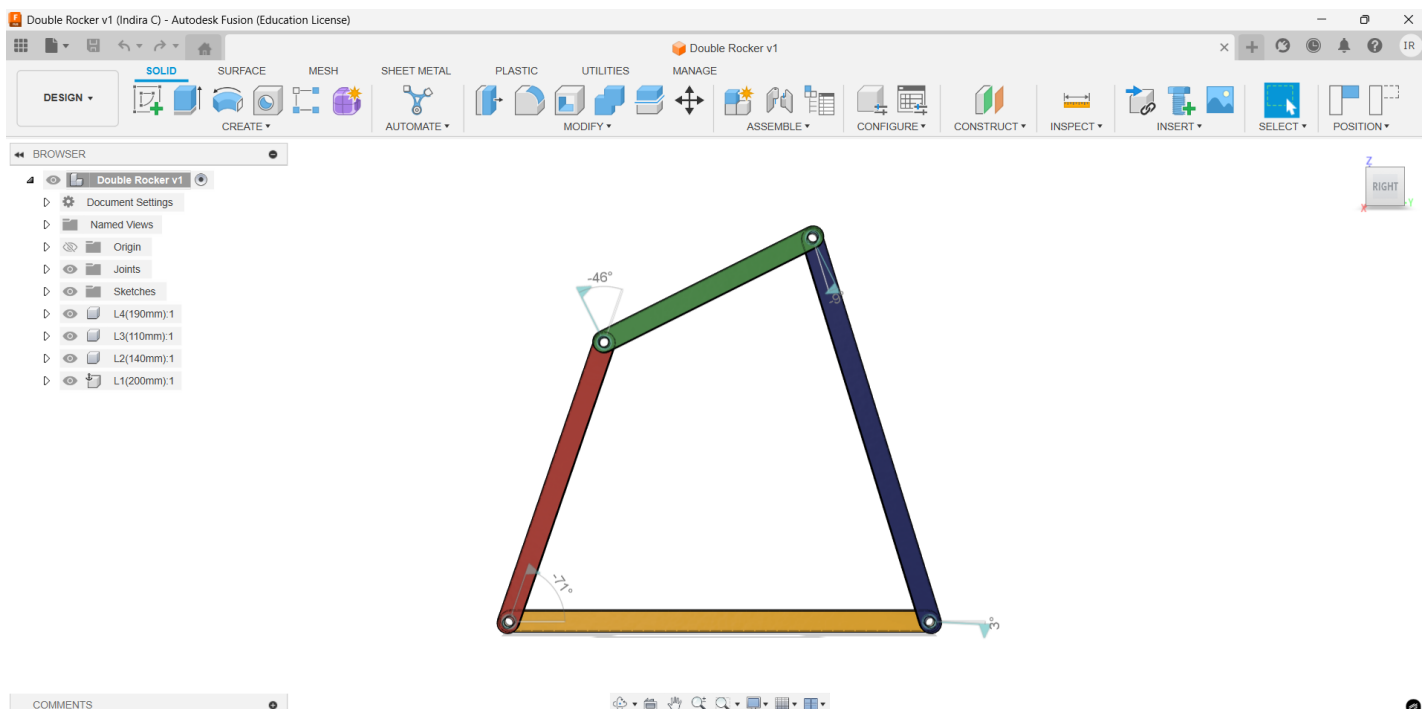 Double Rocker v1 (Indira C) - Autodesk Fusion (Education License)
Double Rocker v1
IR
SOLID SURFACE MESH SHEET METAL PLASTIC UTILITIES MANAGE
DESIGN
CREATE AUTOMATE MODIFY ASSEMBLE CONFIGURE CONSTRUCT INSPECT INSERT SELECT POSITION
BROWSER
Double Rocker v1
Document Settings
Named Views
Origin
Joints
Sketches
L4(190mm):1
L3(110mm):1
L2(140mm):1
L1(200mm):1
Z
RIGHT
X
Y
-46°
-9°
-71°
3°
COMMENTS